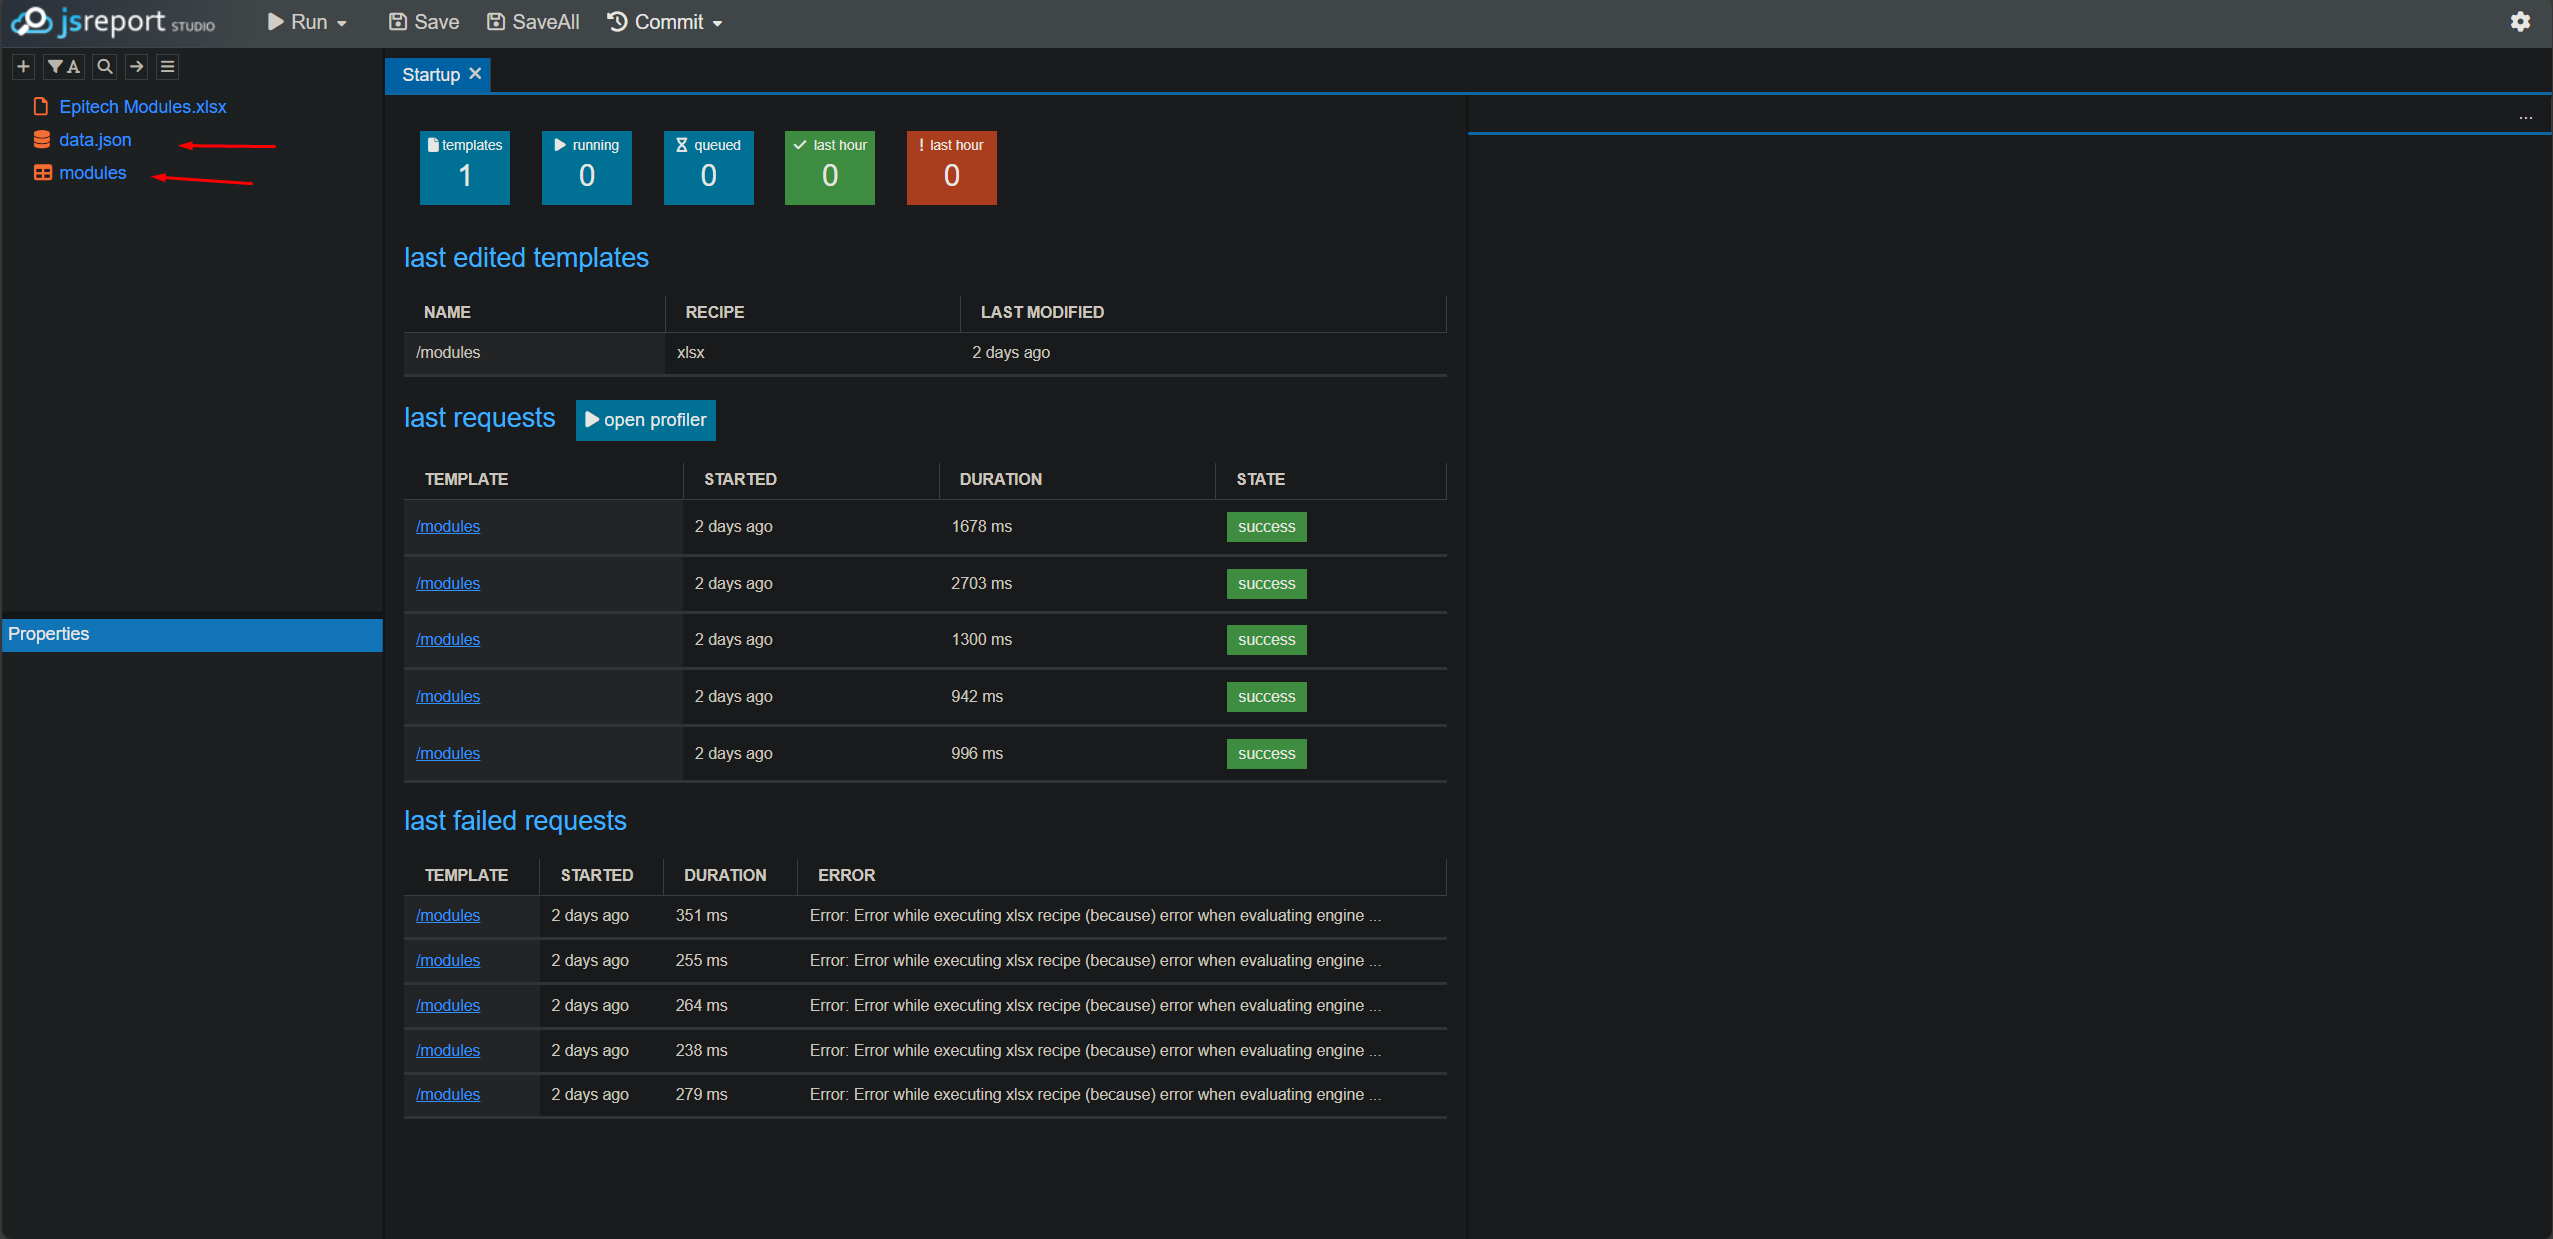 jsreport STUDIO Run Save SaveAll Commit
A
Startup
Epitech Modules.xlsx
data.json
modules
...
templates running queued last hour ! last hour
1 0 0 0 0
last edited templates
NAME RECIPE LAST MODIFIED
/modules xlsx 2 days ago
last requests open profiler
TEMPLATE STARTED DURATION STATE
/modules 2 days ago 1678 ms success
/modules 2 days ago 2703 ms success
/modules 2 days ago 1300 ms success
/modules 2 days ago 942 ms success
/modules 2 days ago 996 ms success
Properties
last failed requests
TEMPLATE STARTED DURATION ERROR
/modules 2 days ago 351 ms Error: Error while executing xlsx recipe (because) error when evaluating engine ...
/modules 2 days ago 255 ms Error: Error while executing xlsx recipe (because) error when evaluating engine ...
/modules 2 days ago 264 ms Error: Error while executing xlsx recipe (because) error when evaluating engine ...
/modules 2 days ago 238 ms Error: Error while executing xlsx recipe (because) error when evaluating engine ...
/modules 2 days ago 279 ms Error: Error while executing xlsx recipe (because) error when evaluating engine ...